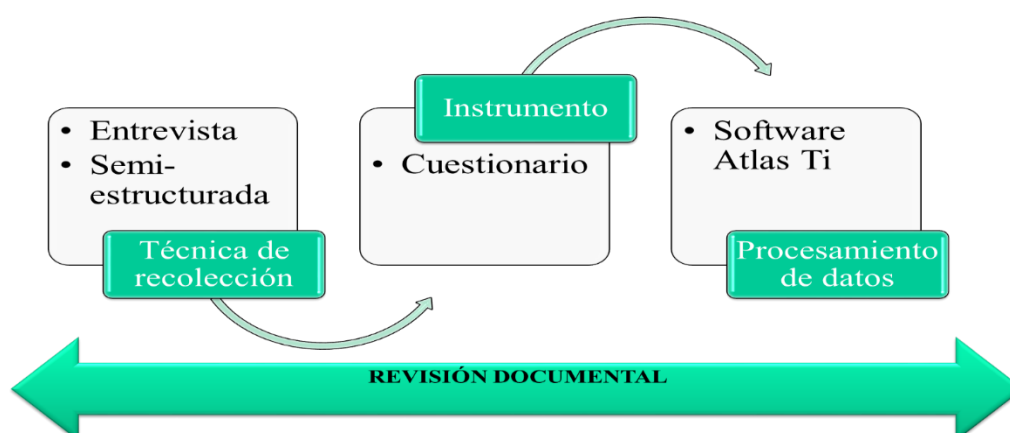 • Entrevista
• Semi-
estructurada
Técnica de
recolección
Instrumento
• Cuestionario
• Software
Atlas Ti
Procesamiento
de datos
REVISIÓN DOCUMENTAL